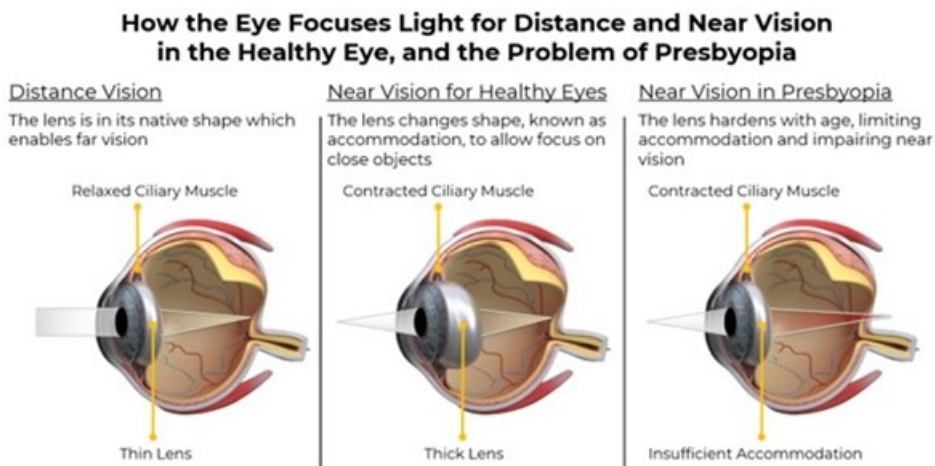 How the Eye Focuses Light for Distance and Near Vision
in the Healthy Eye, and the Problem of Presbyopia
Distance Vision
The lens is in its native shape which
enables far vision
Relaxed Ciliary Muscle
Thin Lens
Near Vision for Healthy Eyes
The lens changes shape, known as
accommodation, to allow focus on
close objects
Contracted Ciliary Muscle
Thick Lens
Near Vision in Presbyopia
The lens hardens with age, limiting
accommodation and impairing near
vision
Contracted Ciliary Muscle
Insufficient Accommodation